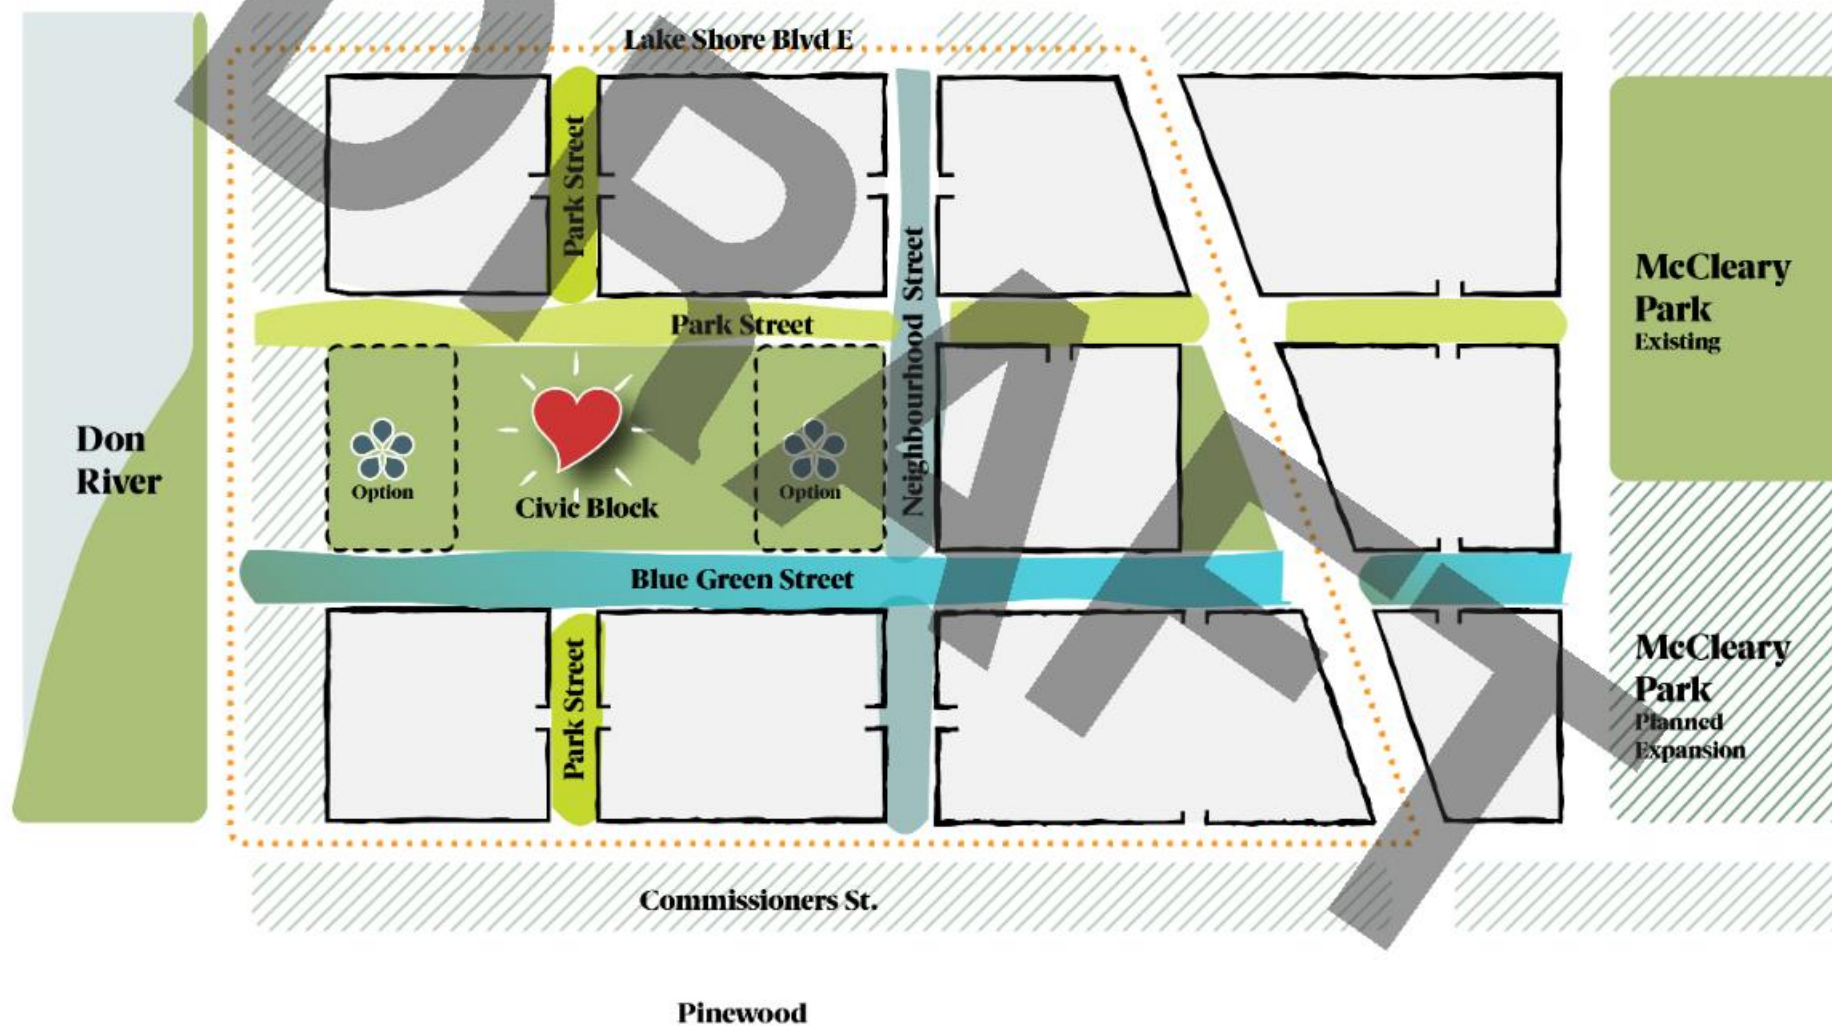 Lake Shore Blvd E
Park Street
Neighbourhood Street
Park Street
McCleary
Park
Existing
Don
River
Option
Civic Block
Option
Blue Green Street
Park Street
McCleary
Park
Planned
Expansion
Commissioners St.
Pinewood
DRAFT